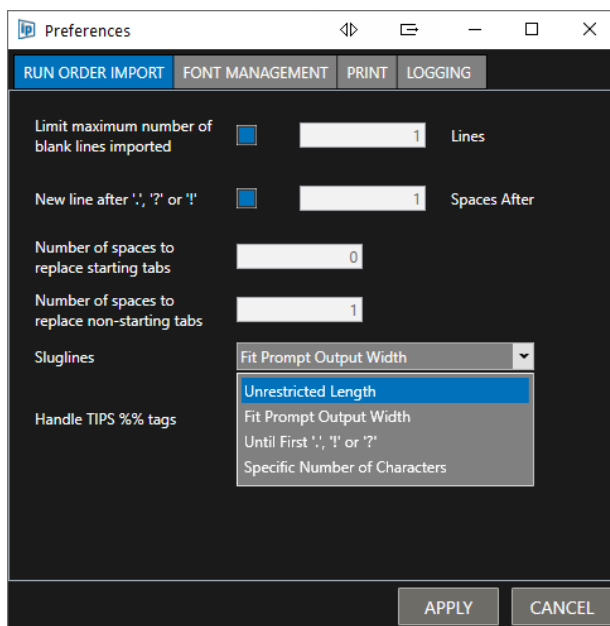 ip Preferences
RUN ORDER IMPORT FONT MANAGEMENT PRINT LOGGING
Limit maximum number of
blank lines imported
1 Lines
New line after '.', '?' or '!'
1 Spaces After
Number of spaces to
replace starting tabs
0
Number of spaces to
replace non-starting tabs
1
Sluglines
Fit Prompt Output Width
Unrestricted Length
Fit Prompt Output Width
Handle TIPS %% tags
Until First '.', '!' or '?'
Specific Number of Characters
APPLY CANCEL